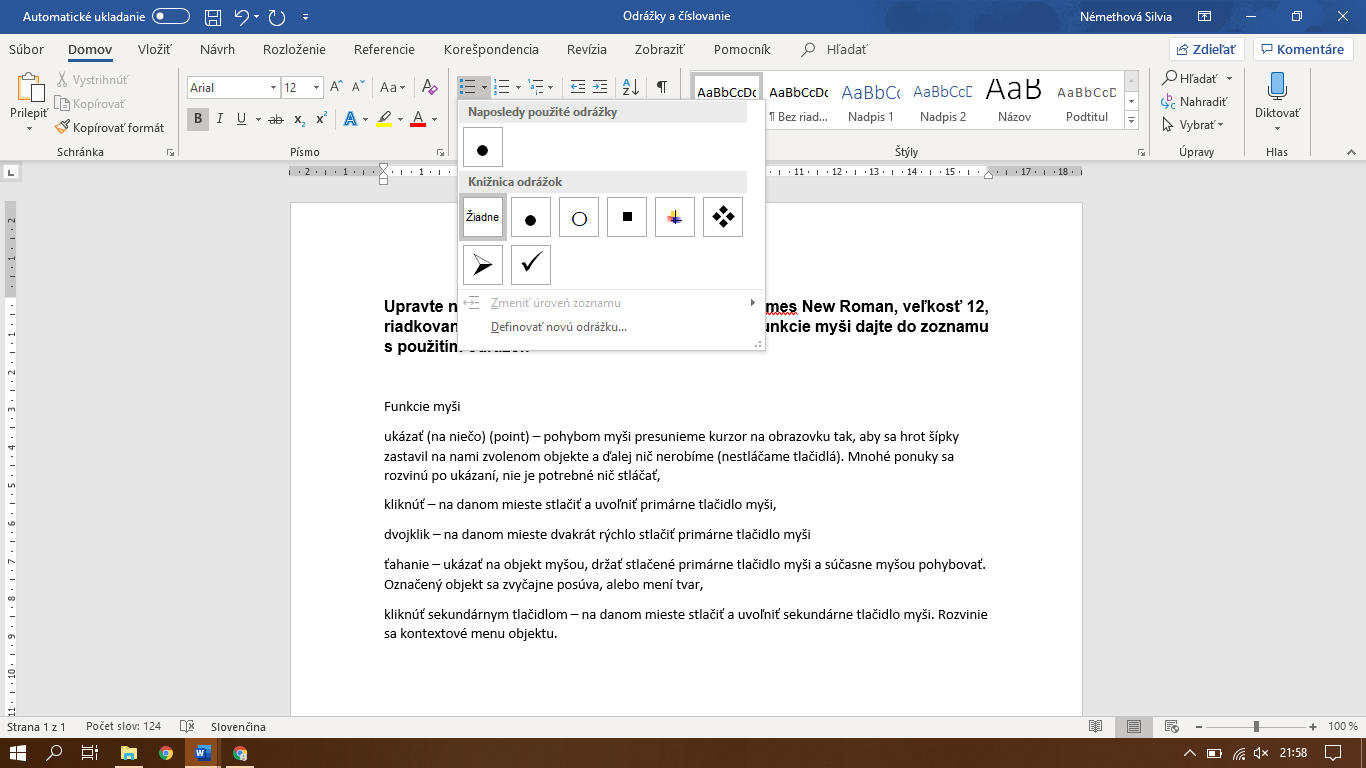 Automatické ukladanie
Odrážky a číslovanie
Némethová Silvia
Súbor Domov Vložiť Návrh Rozloženie Referencie Korešpondencia Revízia Zobraziť Pomocník Hľadať
Zdieľať Komentáre
Prilepiť
Vystrihnúť
Kopírovať
Kopírovať formát
Schránka
Arial 12
Aa
B I U ab x₂ x² A A
Písmo
AaBbCcDc AaBbCcDc AaBbCc AaBbCcD AaB AaBbCcD
¶ Bez riad... Nadpis 1 Nadpis 2 Názov Podtitul
Štýly
Hľadať
Nahradiť
Vybrať
Úpravy
Diktovať
Hlas
Naposledy použité odrážky
Knižnica odrážok
Žiadne
Zmeniť úroveň zoznamu
Definovať novú odrážku...
Upravte mes New Roman, veľkosť 12,
riadkovan unkcie myši dajte do zoznamu
s použitím
Funkcie myši
ukázať (na niečo) (point) – pohybom myši presunieme kurzor na obrazovku tak, aby sa hrot šípky
zastavil na nami zvolenom objekte a ďalej nič nerobíme (nestláčame tlačidlá). Mnohé ponuky sa
rozvinú po ukázaní, nie je potrebné nič stláčať,
kliknúť – na danom mieste stlačiť a uvoľniť primárne tlačidlo myši,
dvojklik – na danom mieste dvakrát rýchlo stlačiť primárne tlačidlo myši
ťahanie – ukázať na objekt myšou, držať stlačené primárne tlačidlo myši a súčasne myšou pohybovať.
Označený objekt sa zvyčajne posúva, alebo mení tvar,
kliknúť sekundárnym tlačidlom – na danom mieste stlačiť a uvoľniť sekundárne tlačidlo myši. Rozvinie
sa kontextové menu objektu.
Strana 1 z 1 Počet slov: 124 Slovenčina
100 %
21:58